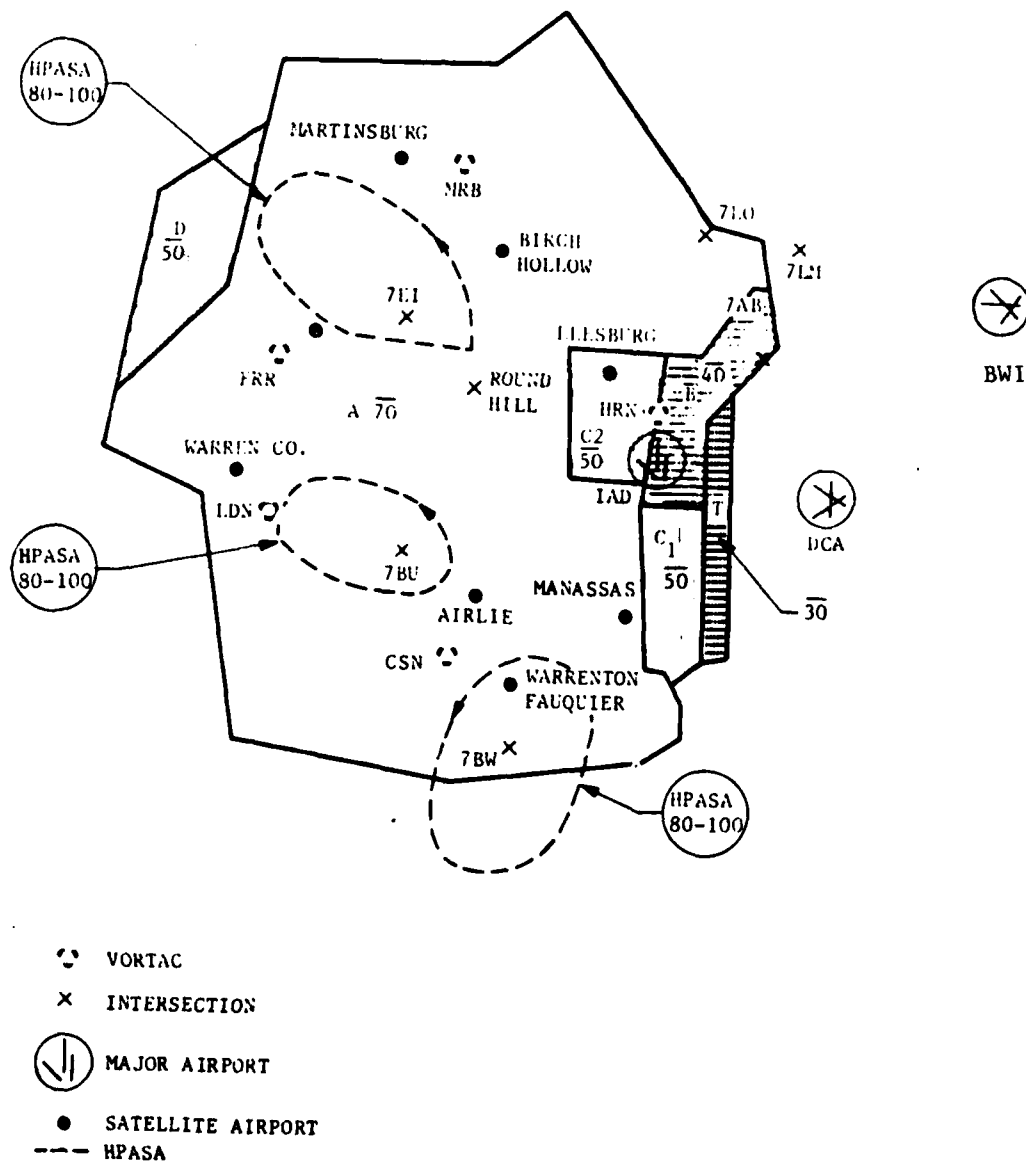 HPASA
80-100
MARTINSBURG
MRB
7LO
D
50
BIRCH
HOLLOW
7LM
7EI
7AB
LEESBURG
BWI
FRR
ROUND
HILL
40
B
A 70
HRN
C2
50
WARREN CO.
IAD
T
LDN
DCA
C1
50
HPASA
80-100
7BU
MANASSAS
30
AIRLIE
CSN
WARRENTON
FAUQUIER
7BW
HPASA
80-100
VORTAC
INTERSECTION
MAJOR AIRPORT
SATELLITE AIRPORT
HPASA